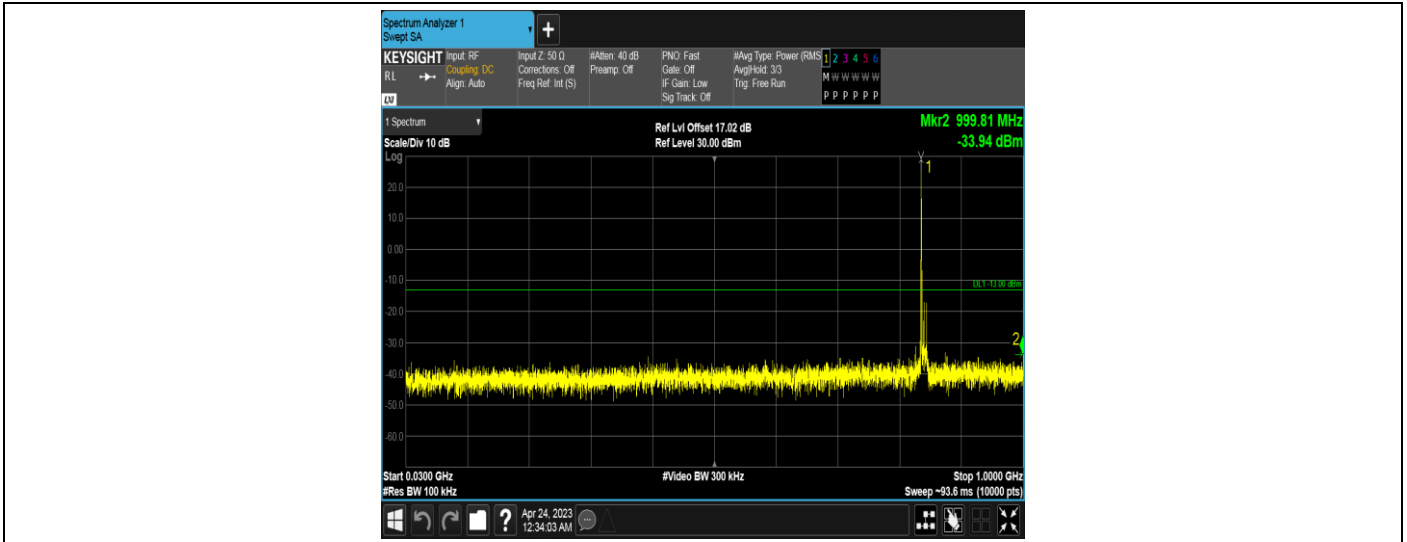 Spectrum Analyzer 1
Swept SA
+
KEYSIGHT
RL
LXI
Input: RF
Coupling: DC
Align: Auto
Input Z: 50 Ω
Corrections: Off
Freq Ref: Int (S)
#Atten: 40 dB
Preamp: Off
PNO: Fast
Gate: Off
IF Gain: Low
Sig Track: Off
#Avg Type: Power (RMS
Avg|Hold: 3/3
Trig: Free Run
1 2 3 4 5 6
M W W W W W
P P P P P P
1 Spectrum
Scale/Div 10 dB
Log
Ref Lvl Offset 17.02 dB
Ref Level 30.00 dBm
Mkr2 999.81 MHz
-33.94 dBm
1
20.0
10.0
0.00
-10.0
DL1 -13.00 dBm
-20.0
-30.0
2
-40.0
-50.0
-60.0
Start 0.0300 GHz
#Res BW 100 kHz
#Video BW 300 kHz
Stop 1.0000 GHz
Sweep ~93.6 ms (10000 pts)
?
Apr 24, 2023
12:34:03 AM